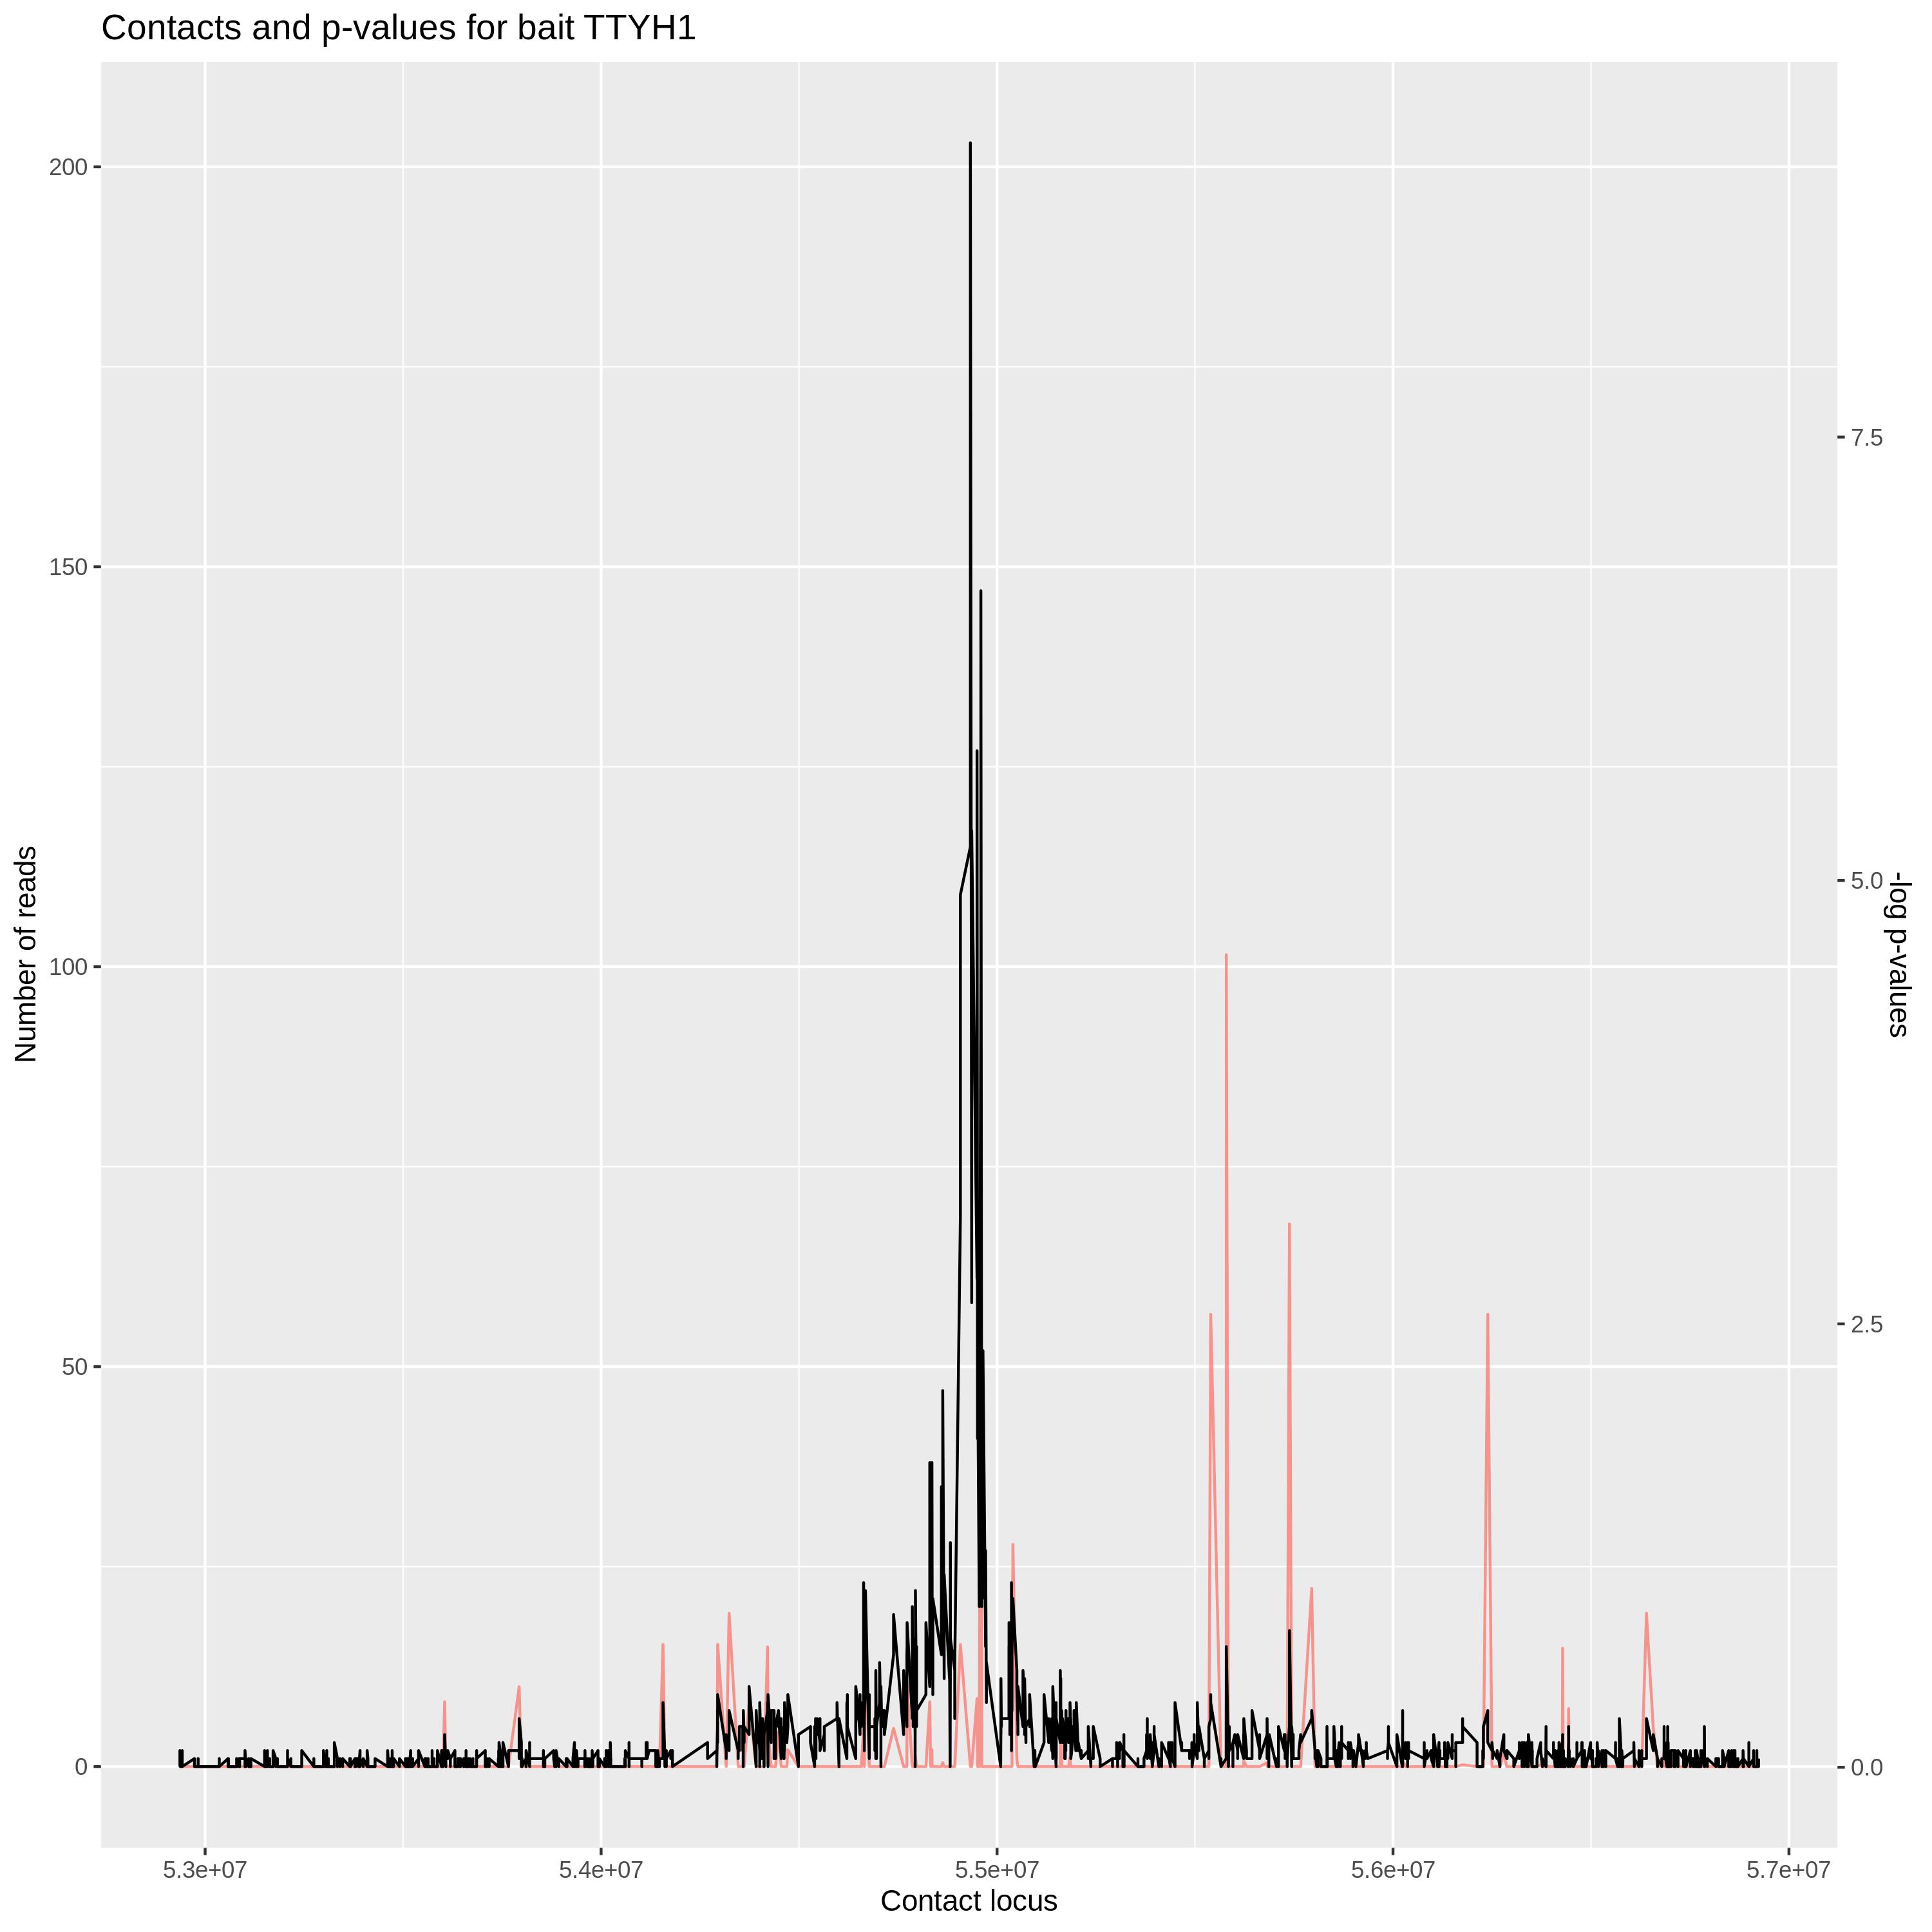 Contacts and p-values for bait TTYH1
200
150
100
50
0
Number of reads
7.5
5.0
2.5
0.0
-log p-values
5.3e+07
5.4e+07
5.5e+07
5.6e+07
5.7e+07
Contact locus